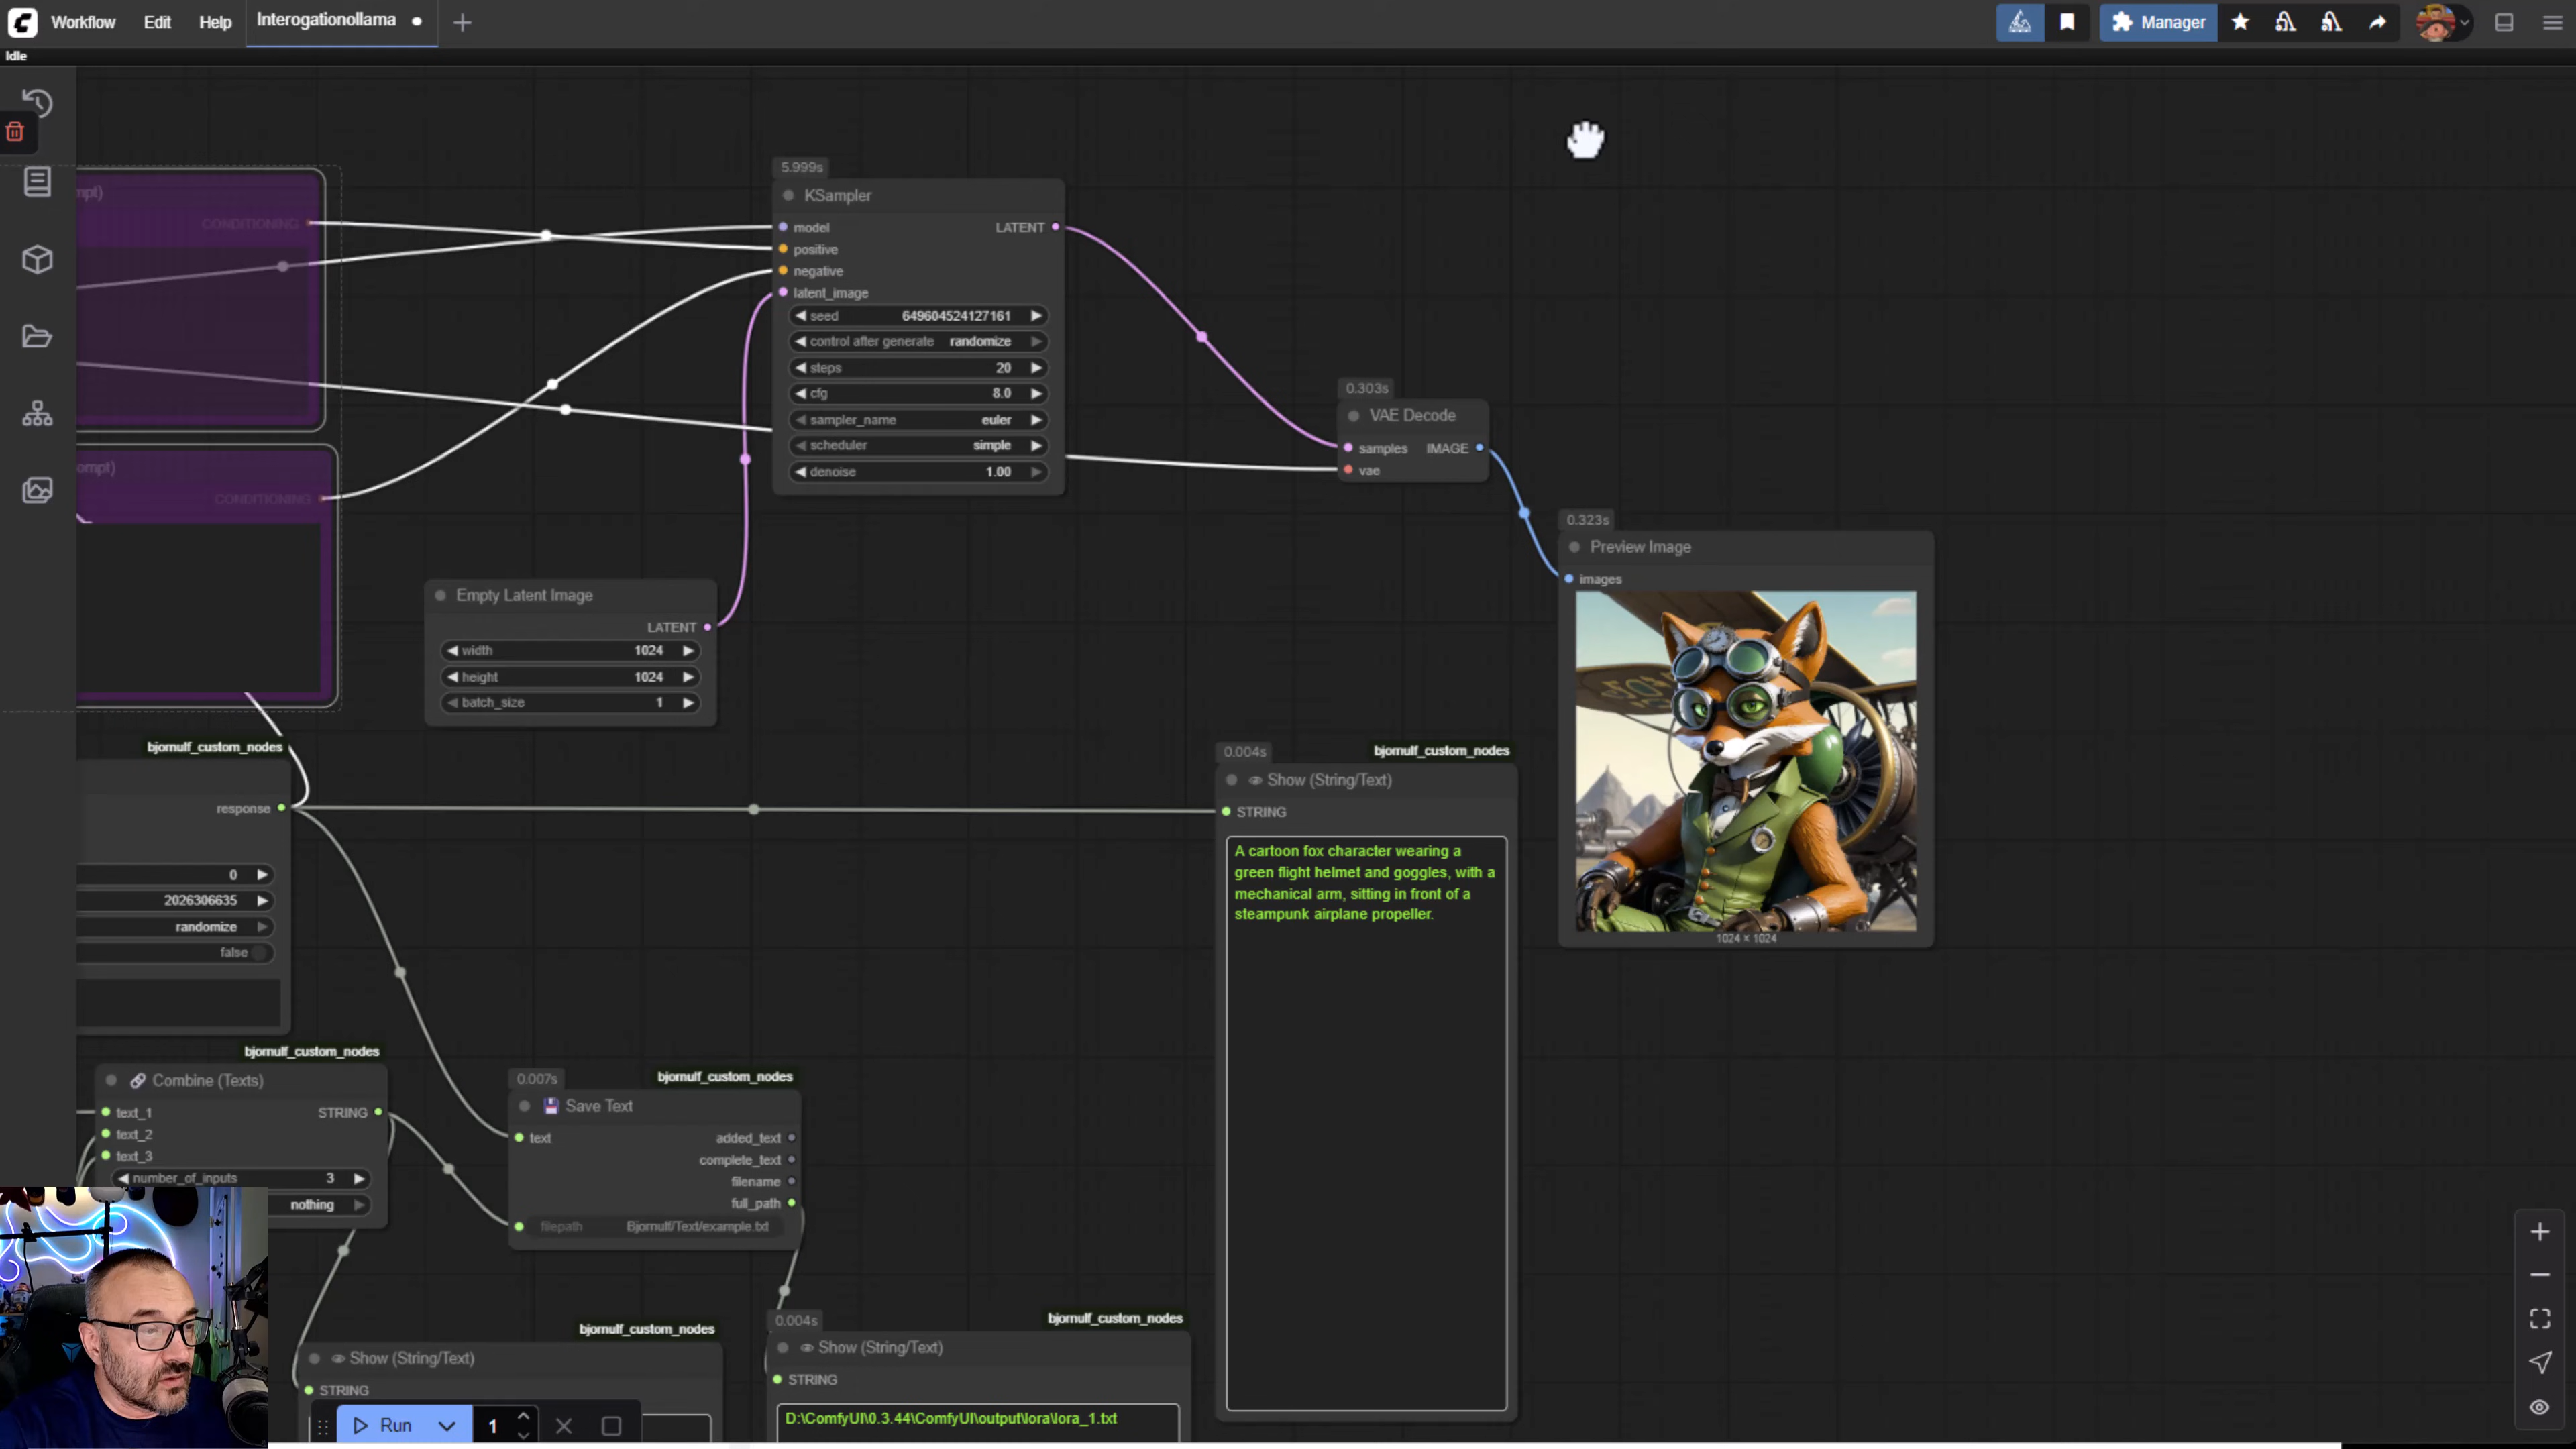 Workflow Edit Help Interogationollama
Manager
Idle
mpt)
CONDITIONING
5.999s
KSampler
model LATENT
positive
negative
latent_image
seed 649604524127161
control after generate randomize
steps 20
cfg 8.0
sampler_name euler
scheduler simple
denoise 1.00
0.303s
VAE Decode
samples IMAGE
vae
ompt)
CONDITIONING
0.323s
Preview Image
images
1024 × 1024
Empty Latent Image
LATENT
width 1024
height 1024
batch_size 1
bjornulf_custom_nodes
response
0
2026306635
randomize
false
0.004s bjornulf_custom_nodes
Show (String/Text)
STRING
A cartoon fox character wearing a
green flight helmet and goggles, with a
mechanical arm, sitting in front of a
steampunk airplane propeller.
bjornulf_custom_nodes
Combine (Texts)
text_1 STRING
text_2
text_3
number_of_inputs 3
nothing
0.007s bjornulf_custom_nodes
Save Text
text added_text
complete_text
filename
full_path
filepath Bjornulf/Text/example.txt
bjornulf_custom_nodes
Show (String/Text)
STRING
0.004s bjornulf_custom_nodes
Show (String/Text)
STRING
D:\ComfyUI\0.3.44\ComfyUI\output\lora\lora_1.txt
Run 1